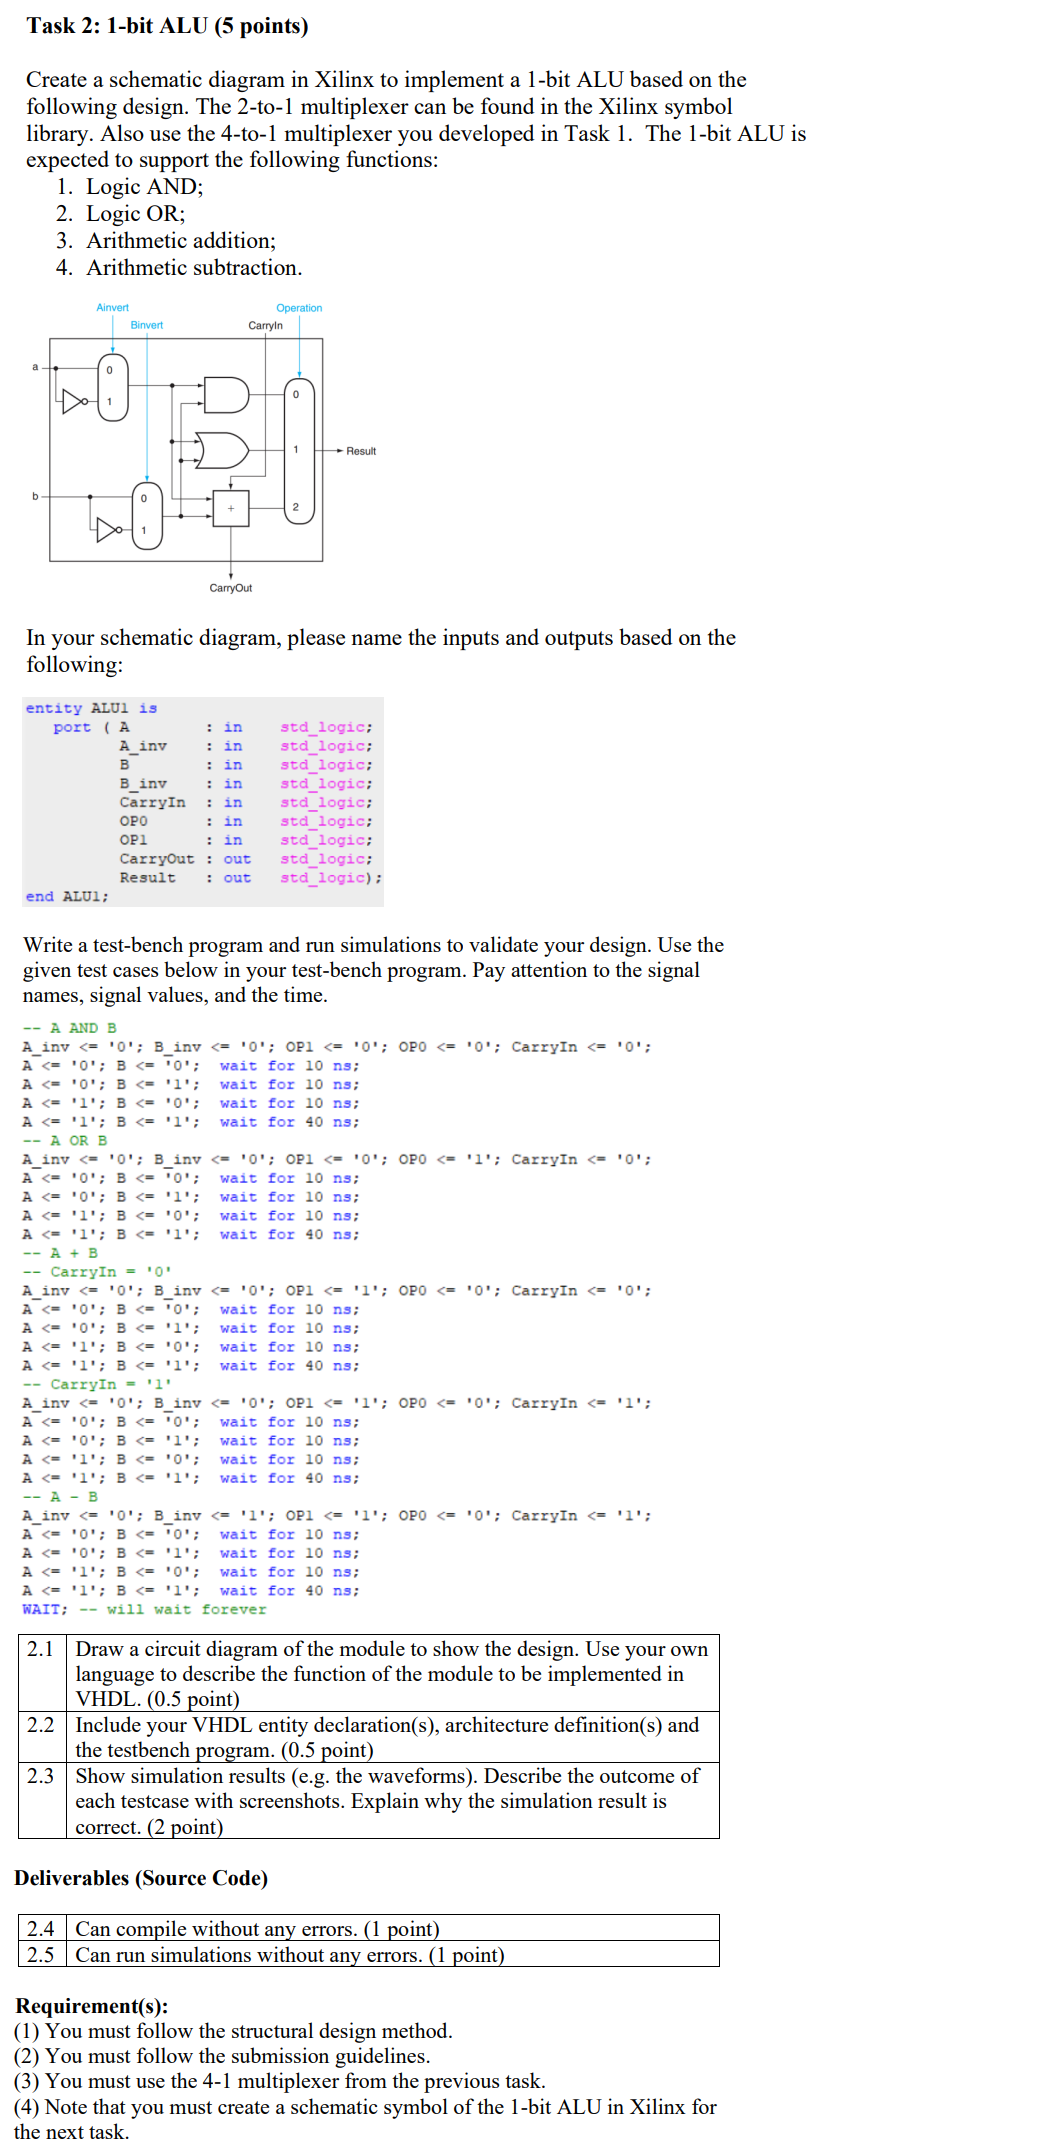 Task 2: 1-bit ALU (5 points)
Create a schematic diagram in Xilinx to implement a 1-bit ALU based on the
following design. The 2-to-1 multiplexer can be found in the Xilinx symbol
library. Also use the 4-to-1 multiplexer you developed in Task 1.  The 1-bit ALU is
expected to support the following functions:
1. Logic AND;
2. Logic OR;
3. Arithmetic addition;
4. Arithmetic subtraction.
Ainvert
Operation
Binvert
CarryIn
a
0
1
0
1
Result
b
0
+
2
1
CarryOut
In your schematic diagram, please name the inputs and outputs based on the
following:
entity ALU1 is
port ( A : in std_logic;
A_inv : in std_logic;
B : in std_logic;
B_inv : in std_logic;
CarryIn : in std_logic;
OP0 : in std_logic;
OP1 : in std_logic;
CarryOut : out std_logic;
Result : out std_logic);
end ALU1;
Write a test-bench program and run simulations to validate your design. Use the
given test cases below in your test-bench program. Pay attention to the signal
names, signal values, and the time.
-- A AND B
A_inv <= '0'; B_inv <= '0'; OP1 <= '0'; OP0 <= '0'; CarryIn <= '0';
A <= '0'; B <= '0'; wait for 10 ns;
A <= '0'; B <= '1'; wait for 10 ns;
A <= '1'; B <= '0'; wait for 10 ns;
A <= '1'; B <= '1'; wait for 40 ns;
-- A OR B
A_inv <= '0'; B_inv <= '0'; OP1 <= '0'; OP0 <= '1'; CarryIn <= '0';
A <= '0'; B <= '0'; wait for 10 ns;
A <= '0'; B <= '1'; wait for 10 ns;
A <= '1'; B <= '0'; wait for 10 ns;
A <= '1'; B <= '1'; wait for 40 ns;
-- A + B
-- CarryIn = '0'
A_inv <= '0'; B_inv <= '0'; OP1 <= '1'; OP0 <= '0'; CarryIn <= '0';
A <= '0'; B <= '0'; wait for 10 ns;
A <= '0'; B <= '1'; wait for 10 ns;
A <= '1'; B <= '0'; wait for 10 ns;
A <= '1'; B <= '1'; wait for 40 ns;
-- CarryIn = '1'
A_inv <= '0'; B_inv <= '0'; OP1 <= '1'; OP0 <= '0'; CarryIn <= '1';
A <= '0'; B <= '0'; wait for 10 ns;
A <= '0'; B <= '1'; wait for 10 ns;
A <= '1'; B <= '0'; wait for 10 ns;
A <= '1'; B <= '1'; wait for 40 ns;
-- A - B
A_inv <= '0'; B_inv <= '1'; OP1 <= '1'; OP0 <= '0'; CarryIn <= '1';
A <= '0'; B <= '0'; wait for 10 ns;
A <= '0'; B <= '1'; wait for 10 ns;
A <= '1'; B <= '0'; wait for 10 ns;
A <= '1'; B <= '1'; wait for 40 ns;
WAIT; -- will wait forever
2.1 Draw a circuit diagram of the module to show the design. Use your own
language to describe the function of the module to be implemented in
VHDL. (0.5 point)
2.2 Include your VHDL entity declaration(s), architecture definition(s) and
the testbench program. (0.5 point)
2.3 Show simulation results (e.g. the waveforms). Describe the outcome of
each testcase with screenshots. Explain why the simulation result is
correct. (2 point)
Deliverables (Source Code)
2.4 Can compile without any errors. (1 point)
2.5 Can run simulations without any errors. (1 point)
Requirement(s):
(1) You must follow the structural design method.
(2) You must follow the submission guidelines.
(3) You must use the 4-1 multiplexer from the previous task.
(4) Note that you must create a schematic symbol of the 1-bit ALU in Xilinx for
the next task.